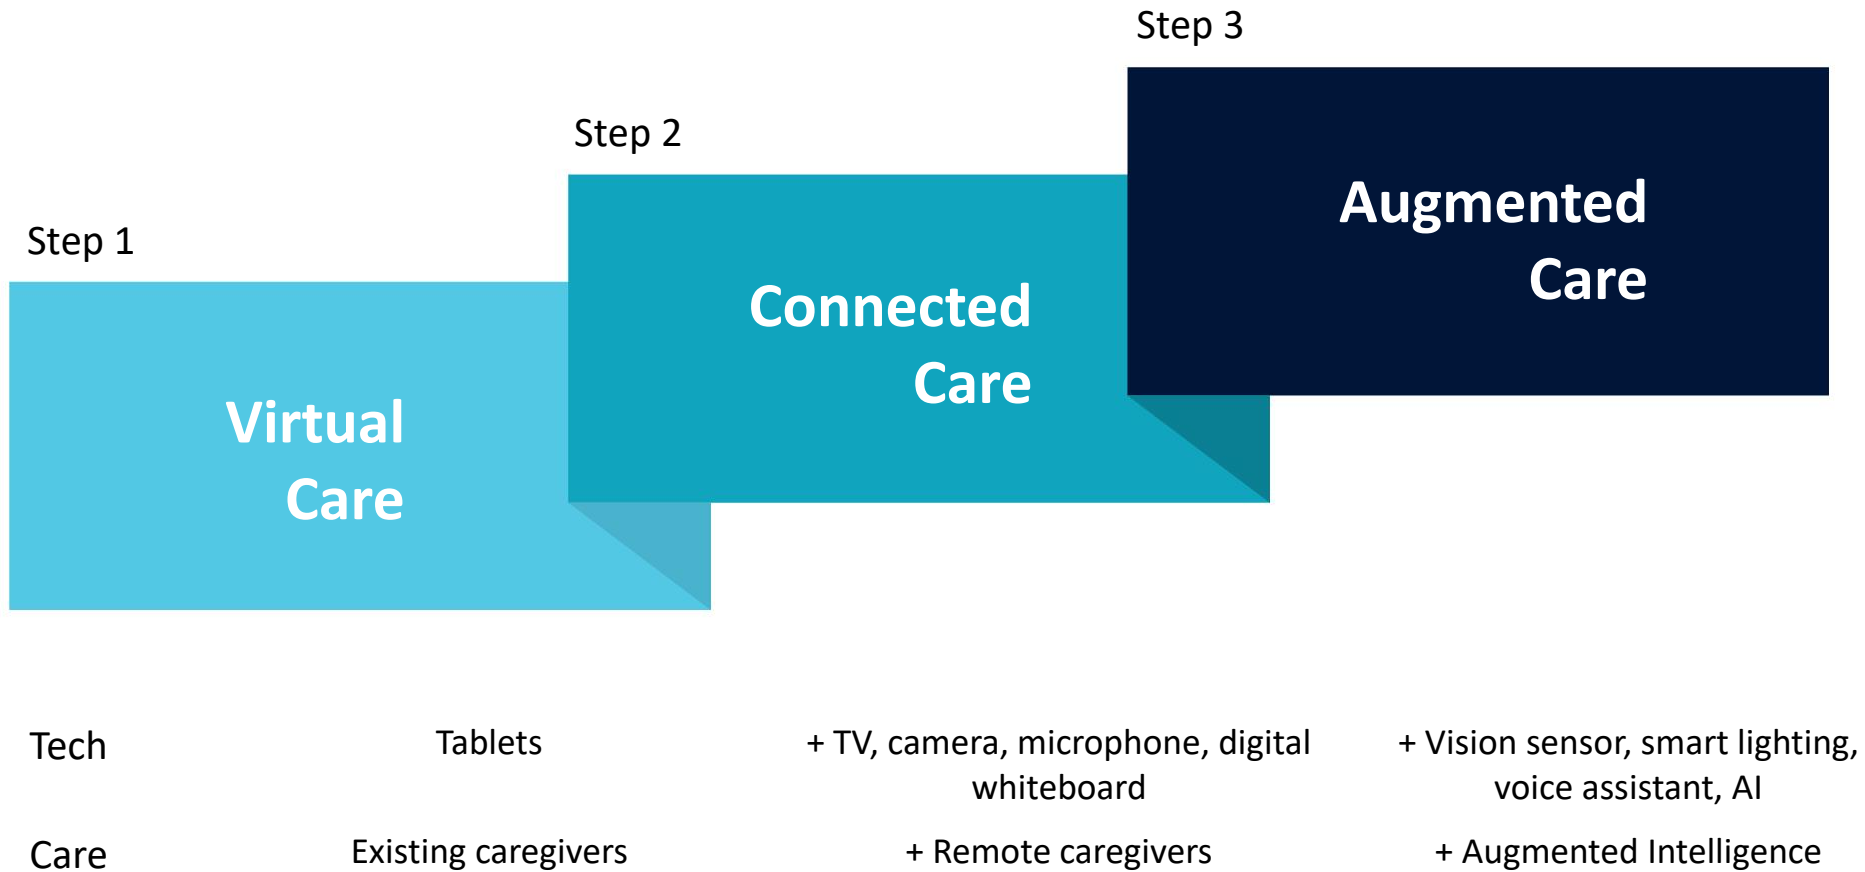 Step 3
Step 2
Step 1
Augmented
Care
Connected
Care
Virtual
Care
Tech
Tablets
+ TV, camera, microphone, digital
whiteboard
+ Vision sensor, smart lighting,
voice assistant, AI
Care
Existing caregivers
+ Remote caregivers
+ Augmented Intelligence